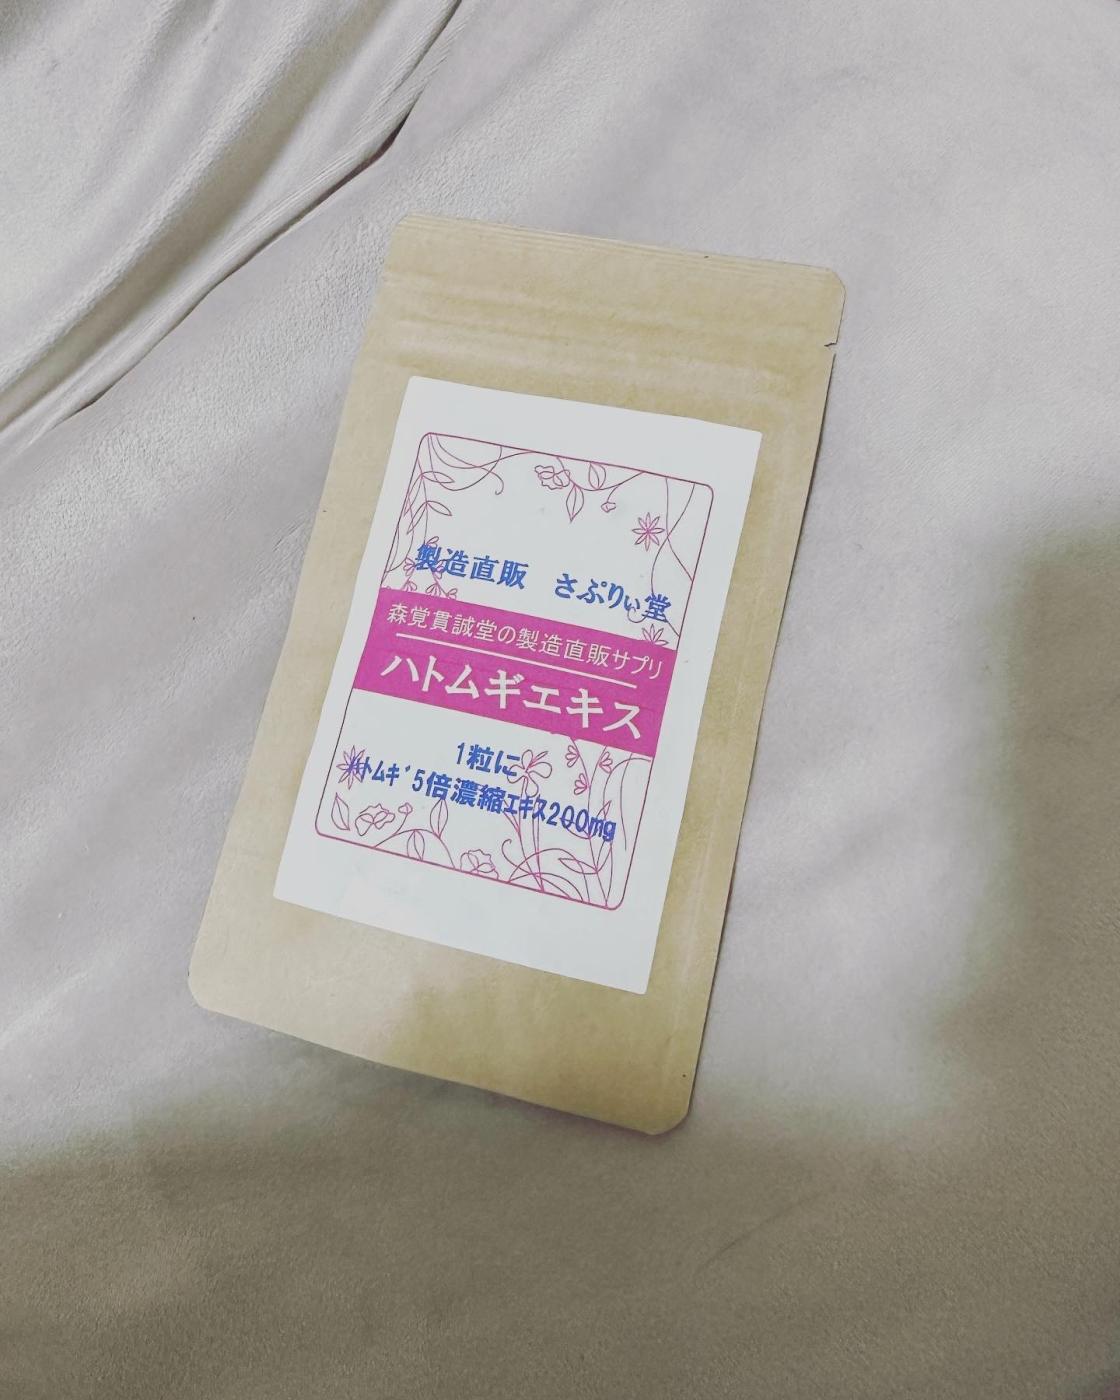 製造直販　さぷりぃ堂
森覚貫誠堂の製造直販サプリ
ハトムギエキス
1粒に
ﾊﾄﾑｷﾞ5倍濃縮ｴｷｽ200mg